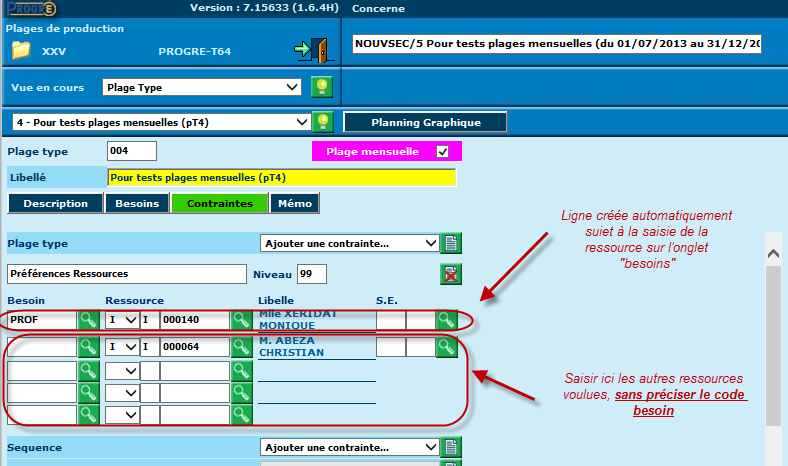 PROGRE
Version : 7.15633 (1.6.4H)
Concerne
Plages de production
XXV PROGRE-T64
NOUVSEC/5 Pour tests plages mensuelles (du 01/07/2013 au 31/12/20
Vue en cours Plage Type
4 - Pour tests plages mensuelles (pT4) Planning Graphique
Plage type 004 Plage mensuelle
Libellé Pour tests plages mensuelles (pT4)
Description Besoins Contraintes Mémo
Ligne créée automatiquement
sujet à la saisie de la
ressource sur l'onglet
"besoins"
Plage type Ajouter une contrainte...
Préférences Ressources Niveau 99
Besoin Ressource Libelle S.E.
PROF I I 000140 Mlle XERIDAT
MONIQUE
I I 000064 M. ABEZA
CHRISTIAN
Saisir ici les autres ressources
voulues, sans préciser le code
besoin
Sequence Ajouter une contrainte...